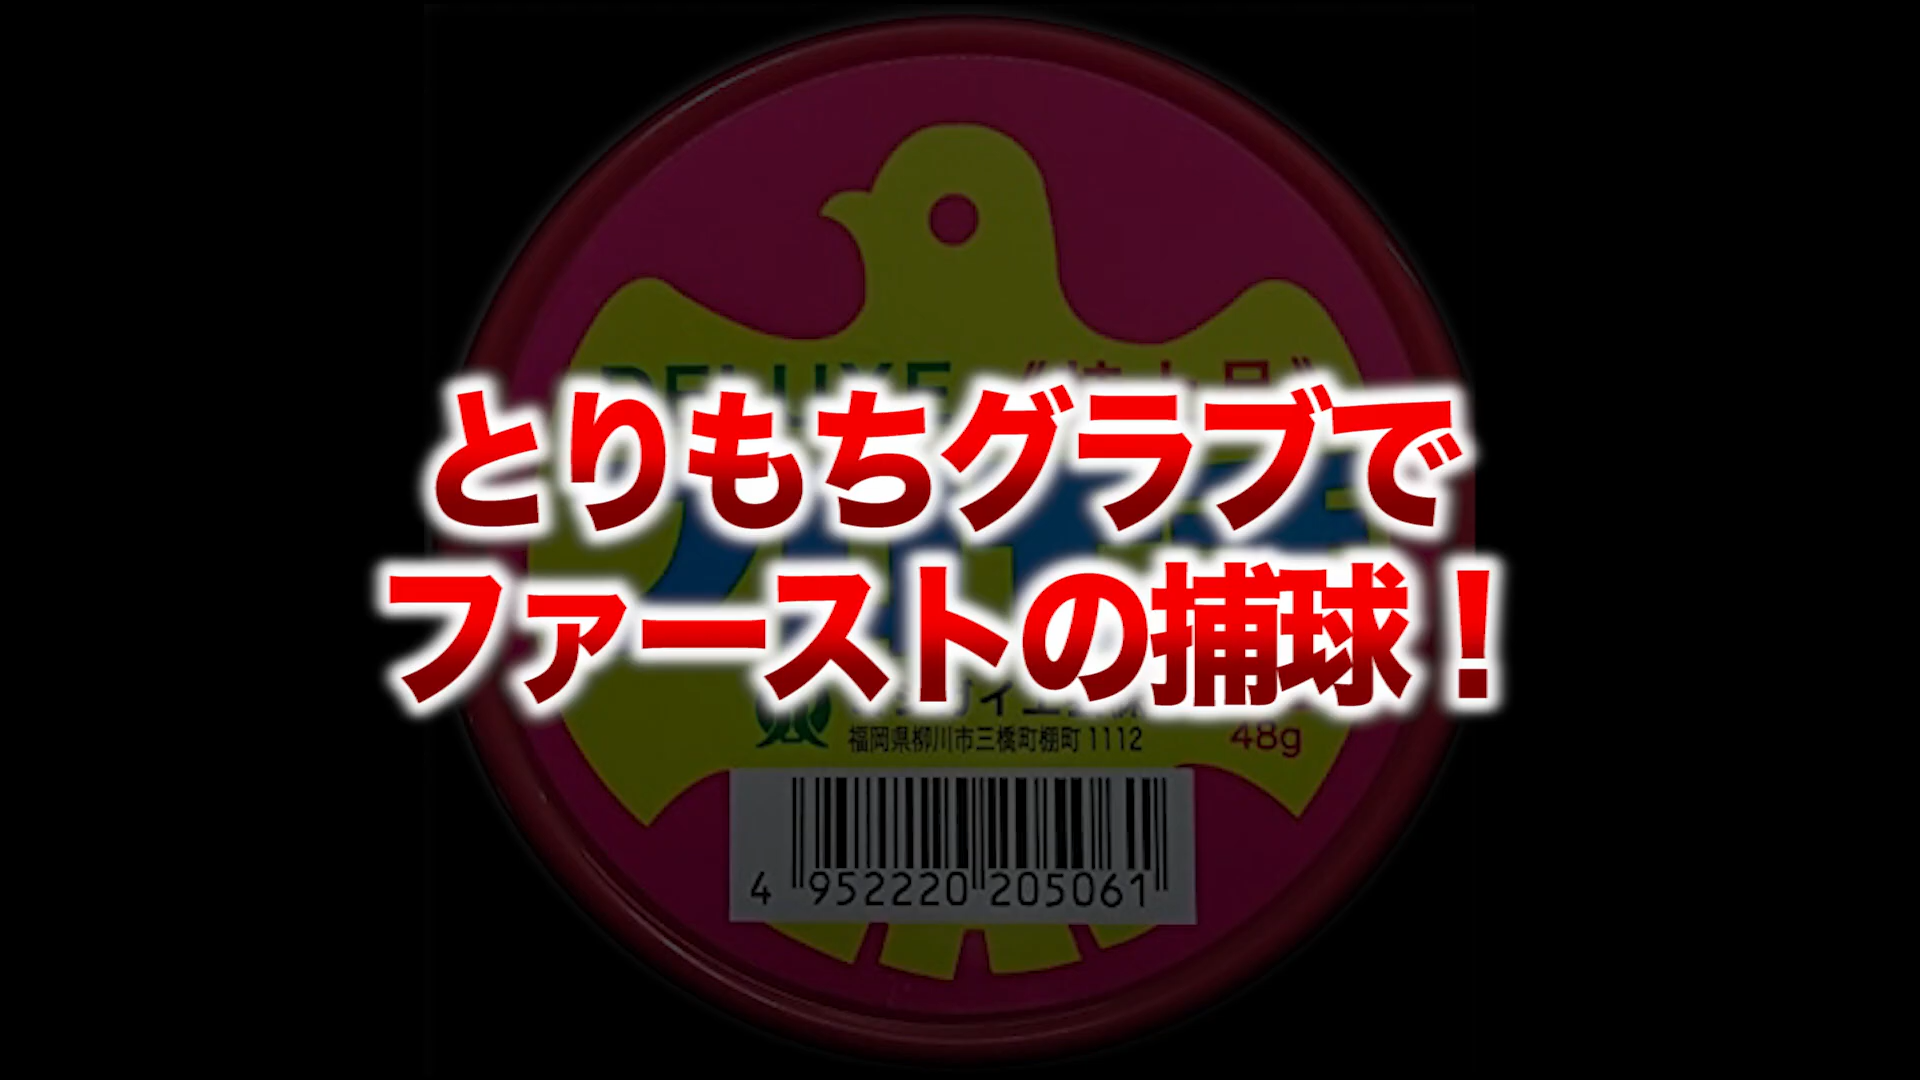 DELUXE
とりもちグラブで
ファーストの捕球！
福岡県柳川市三橋町棚町1112
48g
4 952220 205061